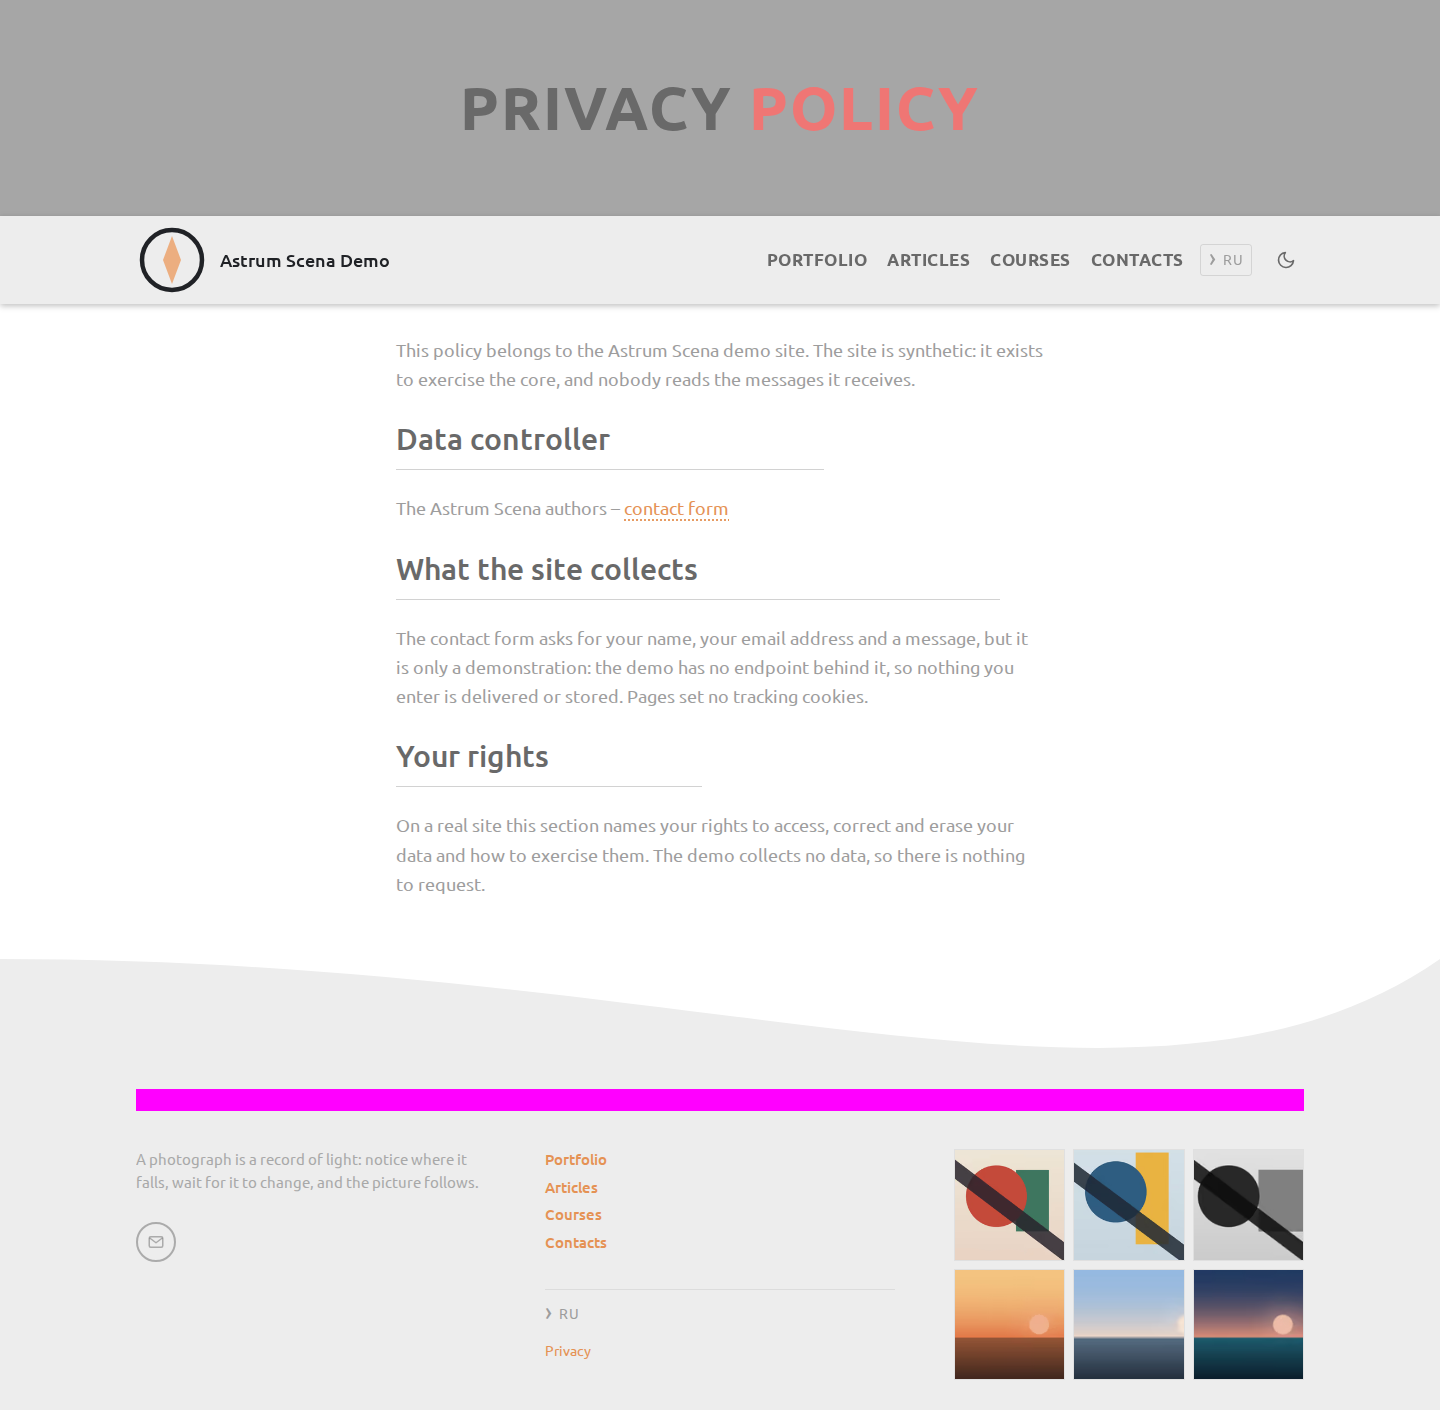 PRIVACY POLICY
Astrum Scena Demo
PORTFOLIO ARTICLES COURSES CONTACTS RU
This policy belongs to the Astrum Scena demo site. The site is synthetic: it exists
to exercise the core, and nobody reads the messages it receives.
Data controller
The Astrum Scena authors – contact form
What the site collects
The contact form asks for your name, your email address and a message, but it
is only a demonstration: the demo has no endpoint behind it, so nothing you
enter is delivered or stored. Pages set no tracking cookies.
Your rights
On a real site this section names your rights to access, correct and erase your
data and how to exercise them. The demo collects no data, so there is nothing
to request.
A photograph is a record of light: notice where it
falls, wait for it to change, and the picture follows.
Portfolio
Articles
Courses
Contacts
RU
Privacy